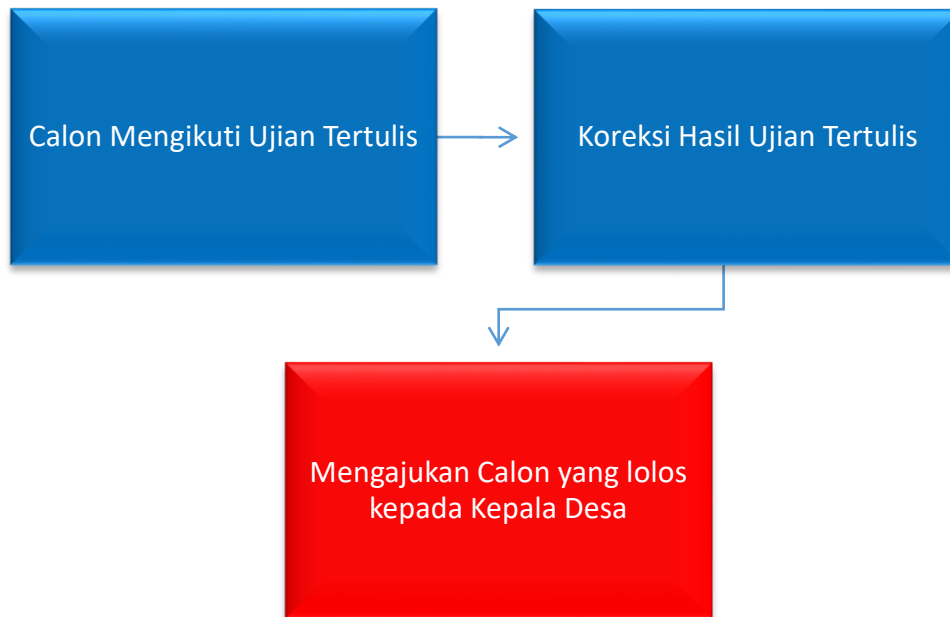 Calon Mengikuti Ujian Tertulis
Koreksi Hasil Ujian Tertulis
Mengajukan Calon yang lolos
kepada Kepala Desa